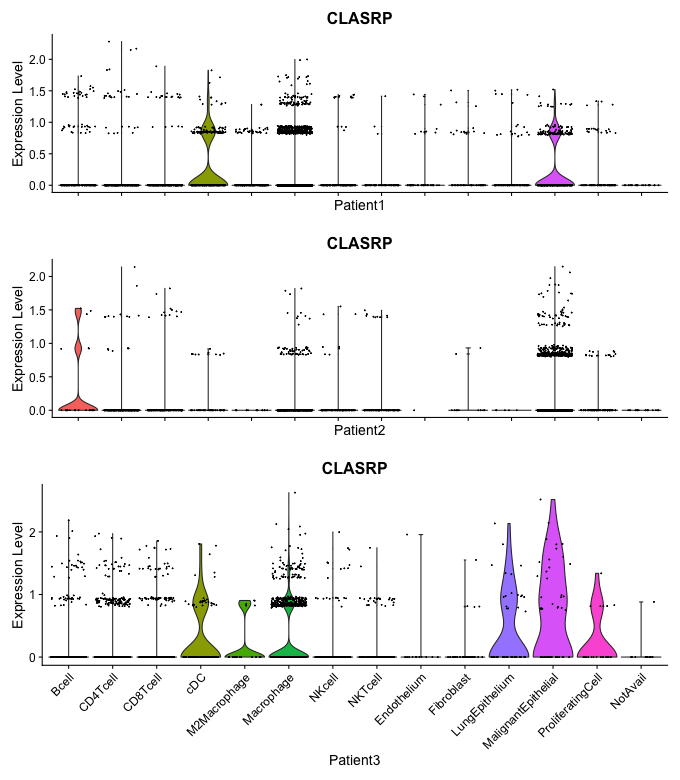 CLASRP
Expression Level
2.0
1.5
1.0
0.5
0.0
Patient1
CLASRP
Expression Level
2.0
1.5
1.0
0.5
0.0
Patient2
CLASRP
Expression Level
2
1
0
Bcell
CD4Tcell
CD8Tcell
cDC
M2Macrophage
Macrophage
NKcell
NKTcell
Endothelium
Fibroblast
LungEpithelium
MalignantEpithelial
ProliferatingCell
NotAvail
Patient3